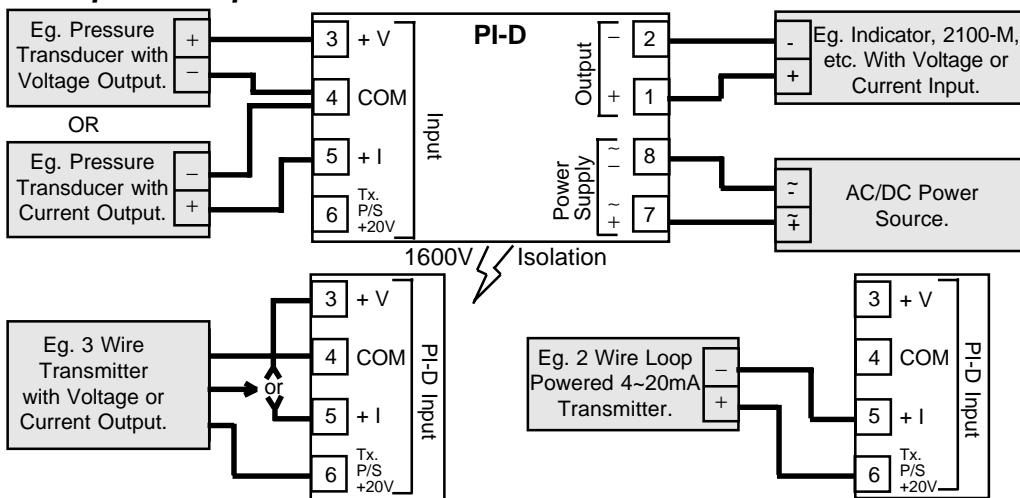 Eg. Pressure
Transducer with
Voltage Output.
+
−
OR
Eg. Pressure
Transducer with
Current Output.
−
+
PI-D
3 + V
4 COM
5 + I
6 Tx.
P/S
+20V
Input
Output
− 2
+ 1
Power
Supply
~
− 8
~
+ 7
-
+
Eg. Indicator, 2100-M,
etc. With Voltage or
Current Input.
~
-
~
+
AC/DC Power
Source.
1600V Isolation
Eg. 3 Wire
Transmitter
with Voltage or
Current Output.
or
3 + V
4 COM
5 + I
6 Tx.
P/S
+20V
PI-D Input
Eg. 2 Wire Loop
Powered 4~20mA
Transmitter.
−
+
3 + V
4 COM
5 + I
6 Tx.
P/S
+20V
PI-D Input